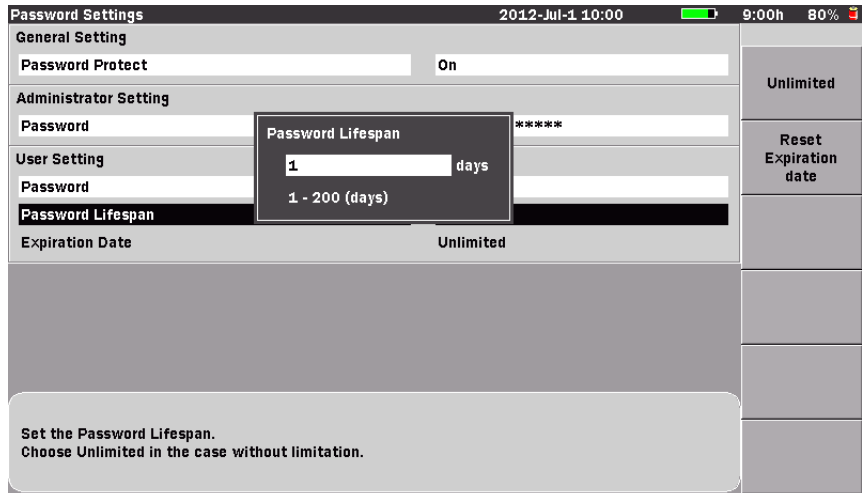 Password Settings 2012-Jul-1 10:00 9:00h 80%
General Setting
Password Protect On
Administrator Setting
Password *****
User Setting
Password
Password Lifespan
Expiration Date Unlimited
Password Lifespan
1 days
1 - 200 (days)
Unlimited
Reset
Expiration
date
Set the Password Lifespan.
Choose Unlimited in the case without limitation.